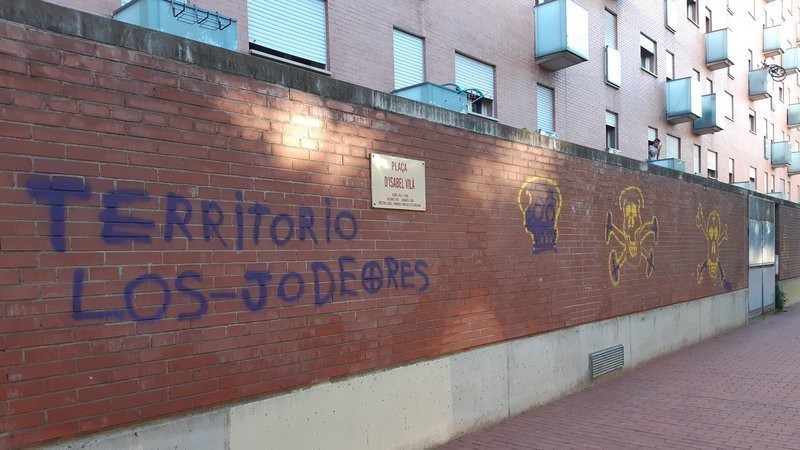 PLAÇA
D'ISABEL VILA
TERRITORIO
LOS-JODEORES